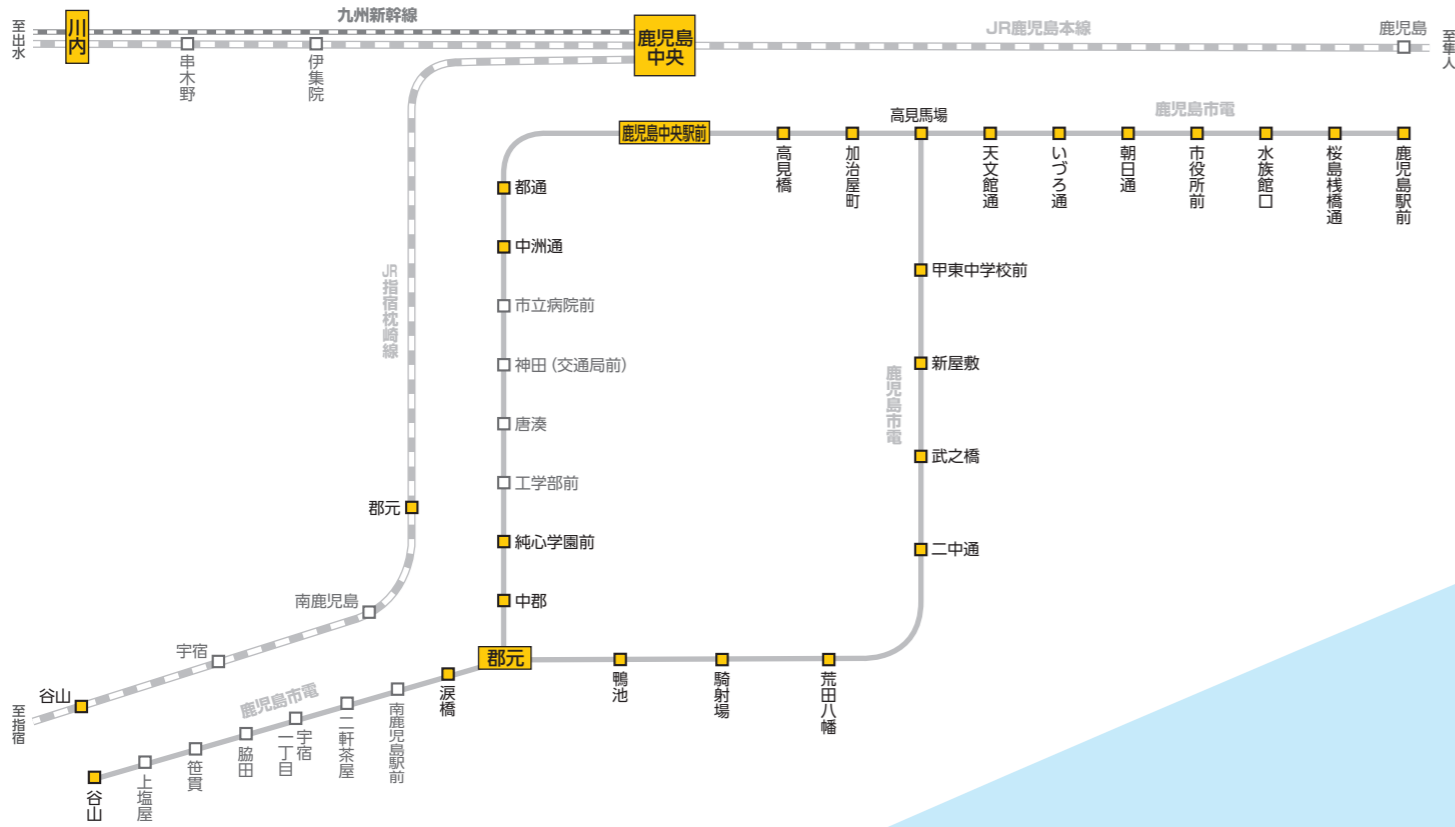 九州新幹線
至出水
川内
串木野
伊集院
鹿児島
中央
JR鹿児島本線
鹿児島
至隼人
鹿児島市電
鹿児島中央駅前
高見橋
加治屋町
高見馬場
天文館通
いづろ通
朝日通
市役所前
水族館口
桜島桟橋通
鹿児島駅前
都通
中洲通
市立病院前
神田（交通局前）
唐湊
工学部前
純心学園前
中郡
郡元
JR指宿枕崎線
郡元
南鹿児島
宇宿
谷山
至指宿
甲東中学校前
新屋敷
武之橋
二中通
鹿児島市電
荒田八幡
騎射場
鴨池
涙橋
南鹿児島駅前
二軒茶屋
宇宿
一丁目
脇田
笹貫
上塩屋
谷山
鹿児島市電